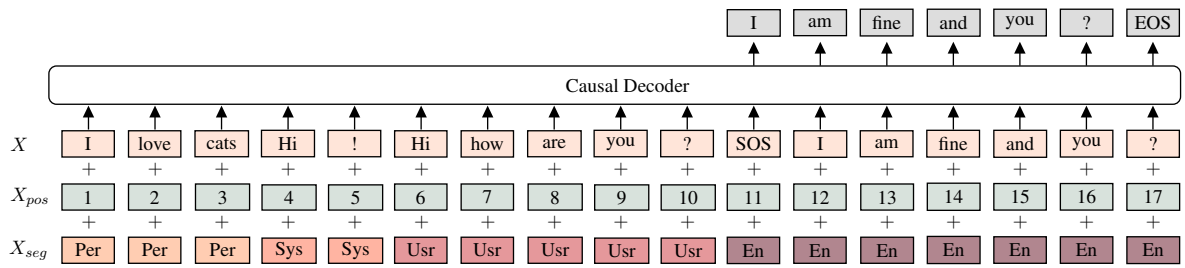 I am fine and you ? EOS
Causal Decoder
X I love cats Hi ! Hi how are you ? SOS I am fine and you ?
+ + + + + + + + + + + + + + + + +
X_pos 1 2 3 4 5 6 7 8 9 10 11 12 13 14 15 16 17
+ + + + + + + + + + + + + + + + +
X_seg Per Per Per Sys Sys Usr Usr Usr Usr Usr En En En En En En En